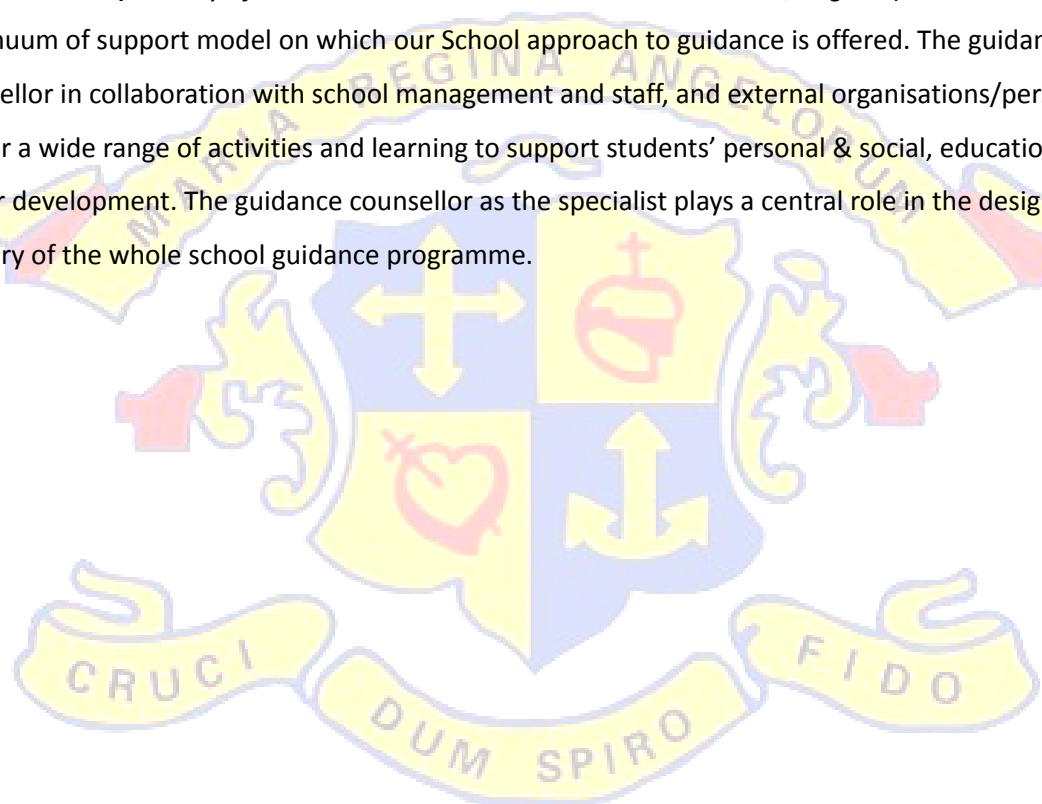 nuum of support model on which our School approach to guidance is offered. The guidan
ellor in collaboration with school management and staff, and external organisations/per
r a wide range of activities and learning to support students' personal & social, educatio
r development. The guidance counsellor as the specialist plays a central role in the desig
ry of the whole school guidance programme.
MARIA REGINA ANGELORUM
CRUCI DUM SPIRO FIDO